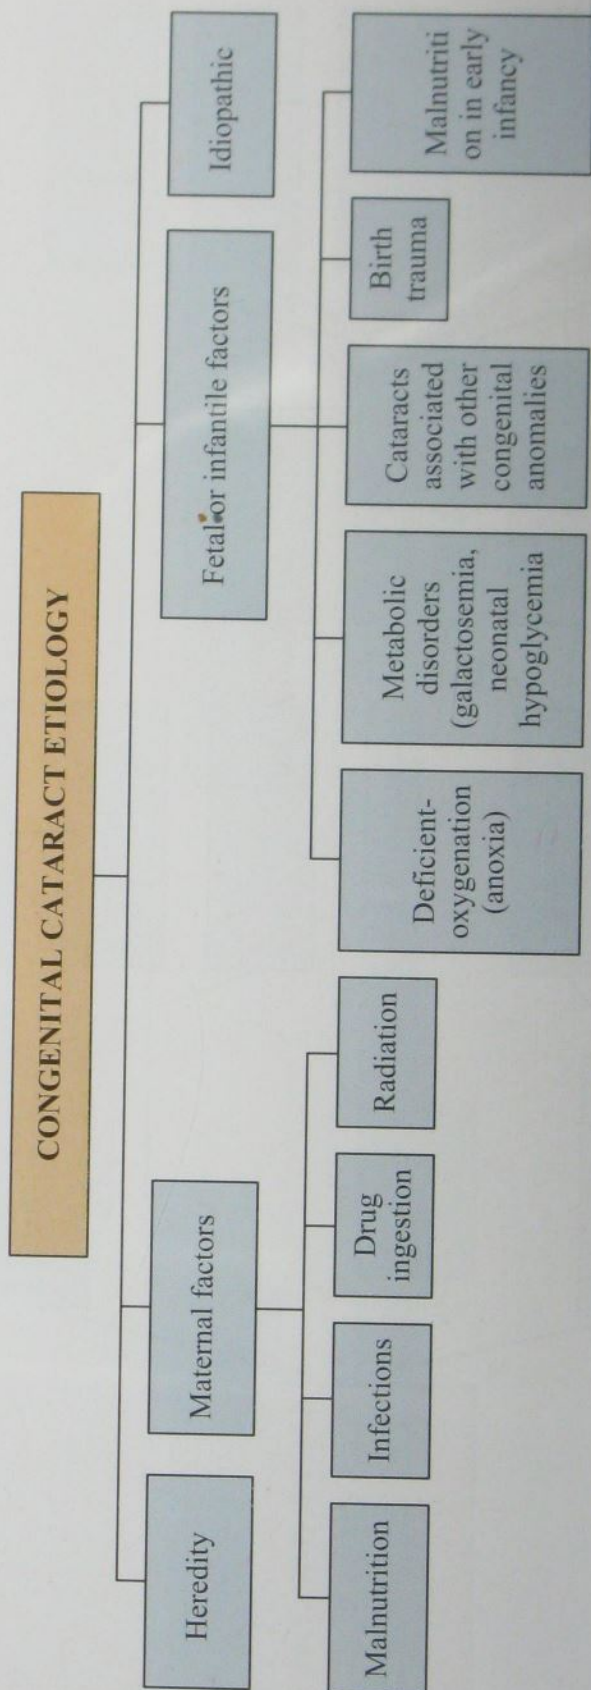 CONGENITAL CATARACT ETIOLOGY
Heredity
Maternal factors
Fetal or infantile factors
Idiopathic
Malnutrition
Infections
Drug
ingestion
Radiation
Deficient-
oxygenation
(anoxia)
Metabolic
disorders
(galactosemia,
neonatal
hypoglycemia
Cataracts
associated
with other
congenital
anomalies
Birth
trauma
Malnutriti
on in early
infancy